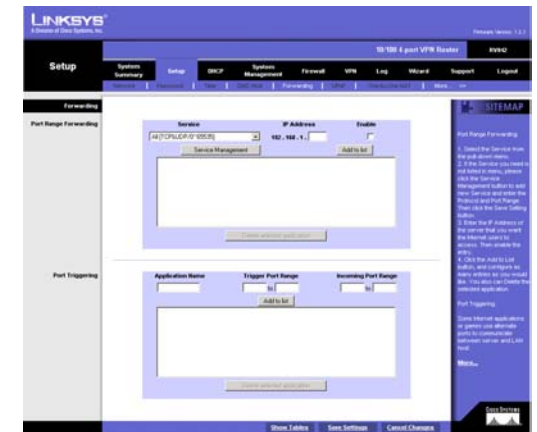 LINKSYS®
A Division of Cisco Systems, Inc.
Firmware Version: 1.2.1
10/100 4-port VPN Router
RV042
Setup
System Summary
Setup
DHCP
System Management
Firewall
VPN
Log
Wizard
Support
Logout
Network | Password | Time | DMZ Host | Forwarding | UPnP | One-to-One NAT | More... >>
Forwarding
SITEMAP
Port Range Forwarding
Service
IP Address
Enable
All [TCP&UDP/0~65535]
192 . 168 . 1 .
Service Management
Add to list
Delete selected application
Port Triggering
Application Name
Trigger Port Range
Incoming Port Range
to
to
Add to list
Delete selected application
Port Range Forwarding:
1. Select the Service from
the pull-down menu.
2. If the Service you need is
not listed in menu, please
click the Service
Management button to add
new Service and enter the
Protocol and Port Range.
Then click the Save Setting
button.
3. Enter the IP Address of
the server that you want
the Internet users to
access. Then enable the
entry.
4. Click the Add to List
button, and configure as
many entries as you would
like. You also can Delete the
selected application.
Port Triggering:
Some Internet applications
or games use alternate
ports to communicate
between server and LAN
host.
More...
Show Tables
Save Settings
Cancel Changes
Cisco Systems